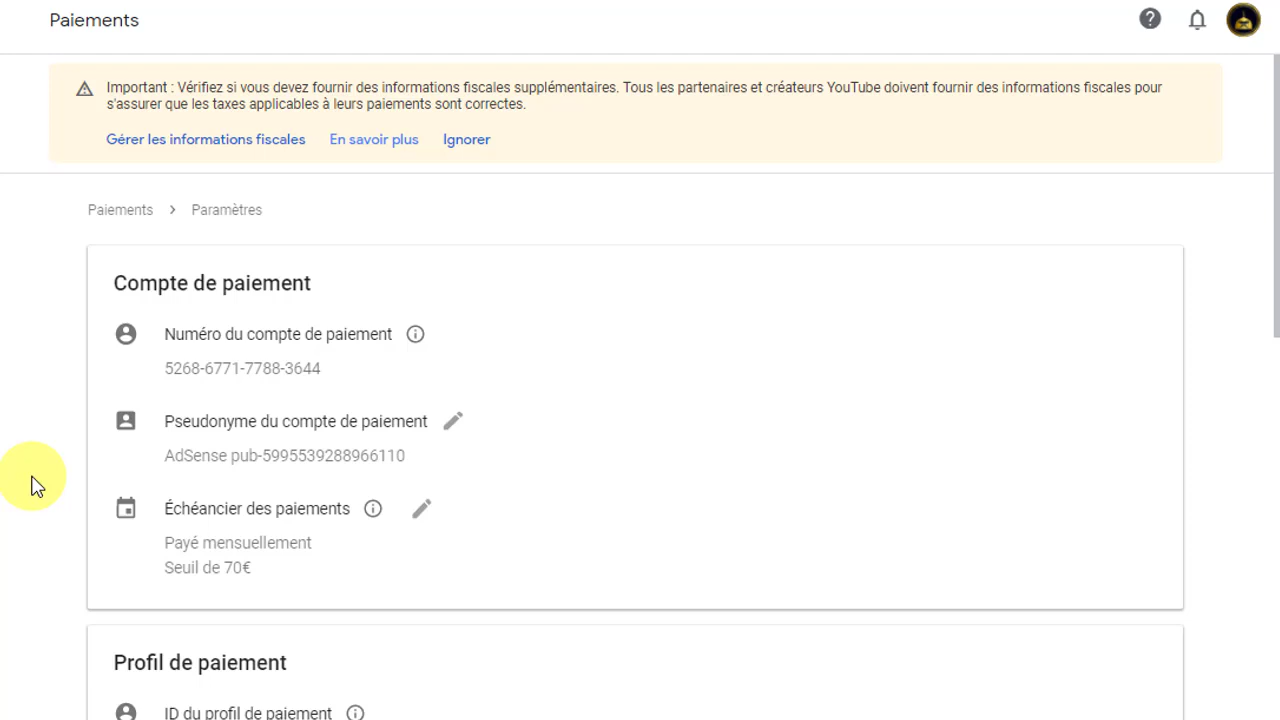 Paiements
Important : Vérifiez si vous devez fournir des informations fiscales supplémentaires. Tous les partenaires et créateurs YouTube doivent fournir des informations fiscales pour
s'assurer que les taxes applicables à leurs paiements sont correctes.
Gérer les informations fiscales En savoir plus Ignorer
Paiements > Paramètres
Compte de paiement
Numéro du compte de paiement
5268-6771-7788-3644
Pseudonyme du compte de paiement
AdSense pub-5995539288966110
Échéancier des paiements
Payé mensuellement
Seuil de 70€
Profil de paiement
ID du profil de paiement